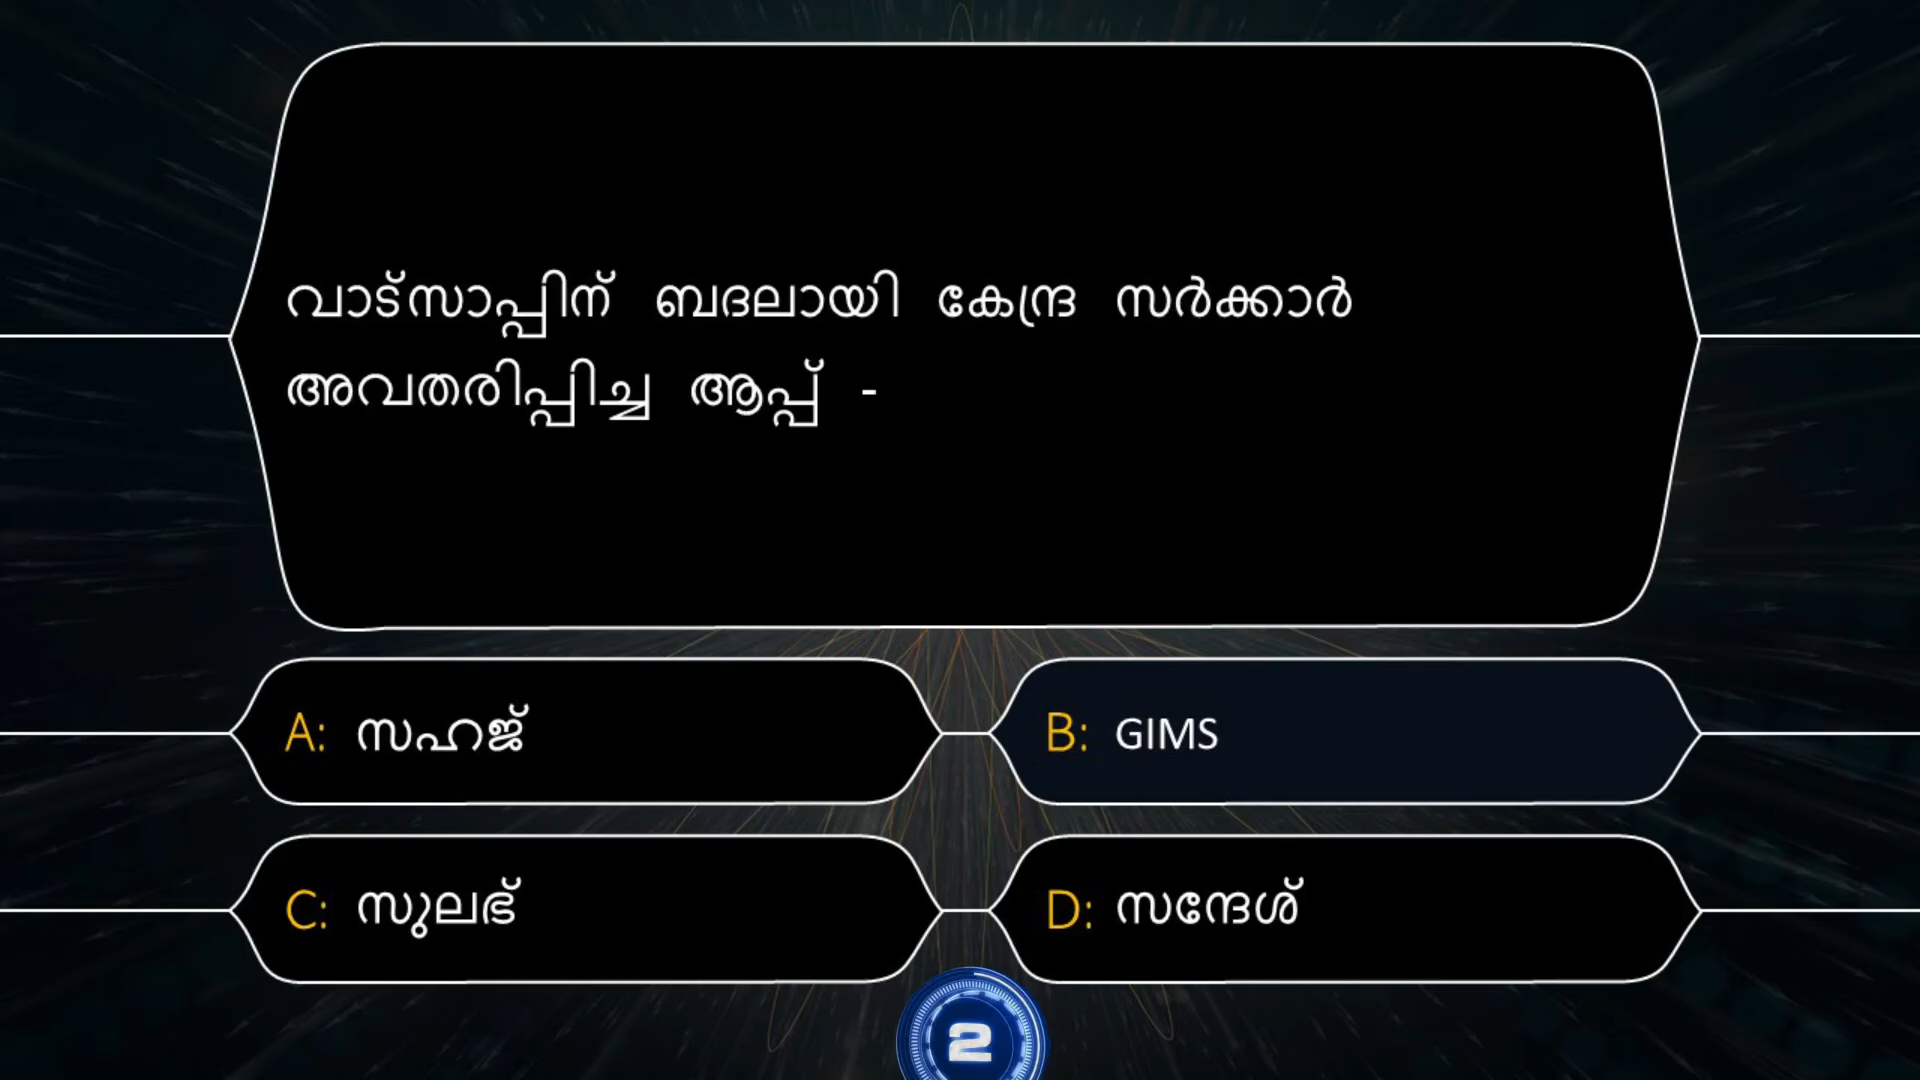 വാട്സാപ്പിന് ബദലായി കേന്ദ്ര സർക്കാർ
അവതരിപ്പിച്ച ആപ്പ് -
A: സഹജ്
B: GIMS
C: സുലഭ്
D: സന്ദേശ്
2